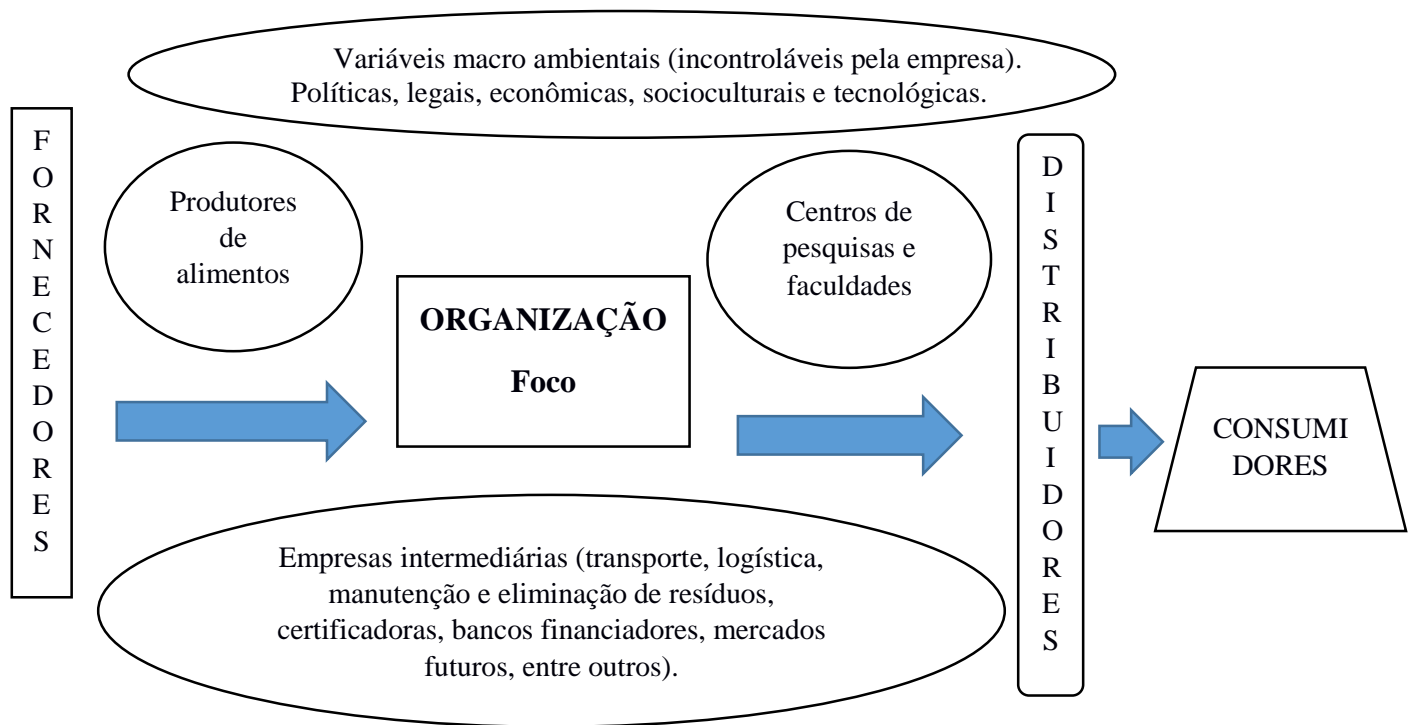 Variáveis macro ambientais (incontroláveis pela empresa).
Políticas, legais, econômicas, socioculturais e tecnológicas.
F
O
R
N
E
C
E
D
O
R
E
S
Produtores
de
alimentos
ORGANIZAÇÃO
Foco
Centros de
pesquisas e
faculdades
Empresas intermediárias (transporte, logística,
manutenção e eliminação de resíduos,
certificadoras, bancos financiadores, mercados
futuros, entre outros).
D
I
S
T
R
I
B
U
I
D
O
R
E
S
CONSUMI
DORES